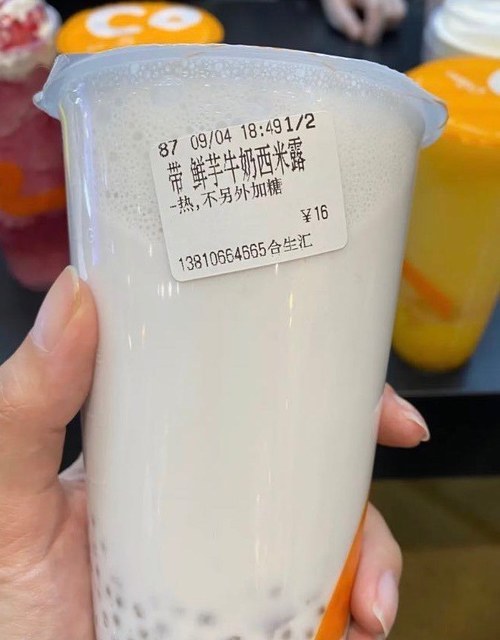 CO
87 09/04 18:49 1/2
带 鲜芋牛奶西米露
-热,不另外加糖
￥16
13810664665合生汇